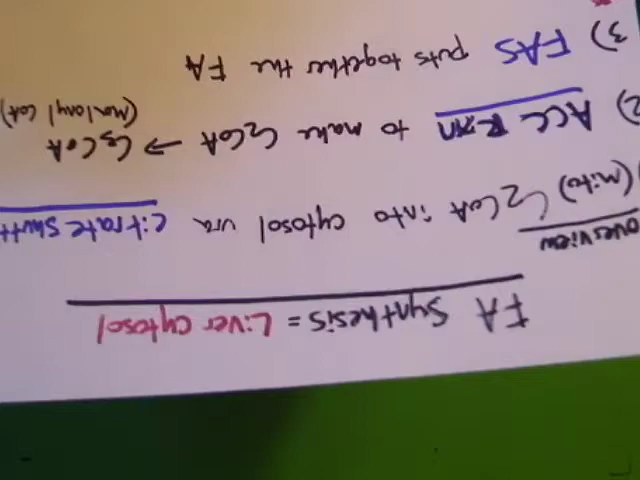 FA Synthesis = Liver cytosol
overview
(mito) C2CoA into cytosol via citrate shutt
2) ACC RXN to make C2CoA → C3CoA
(Malonyl CoA)
3) FAS puts together the FA